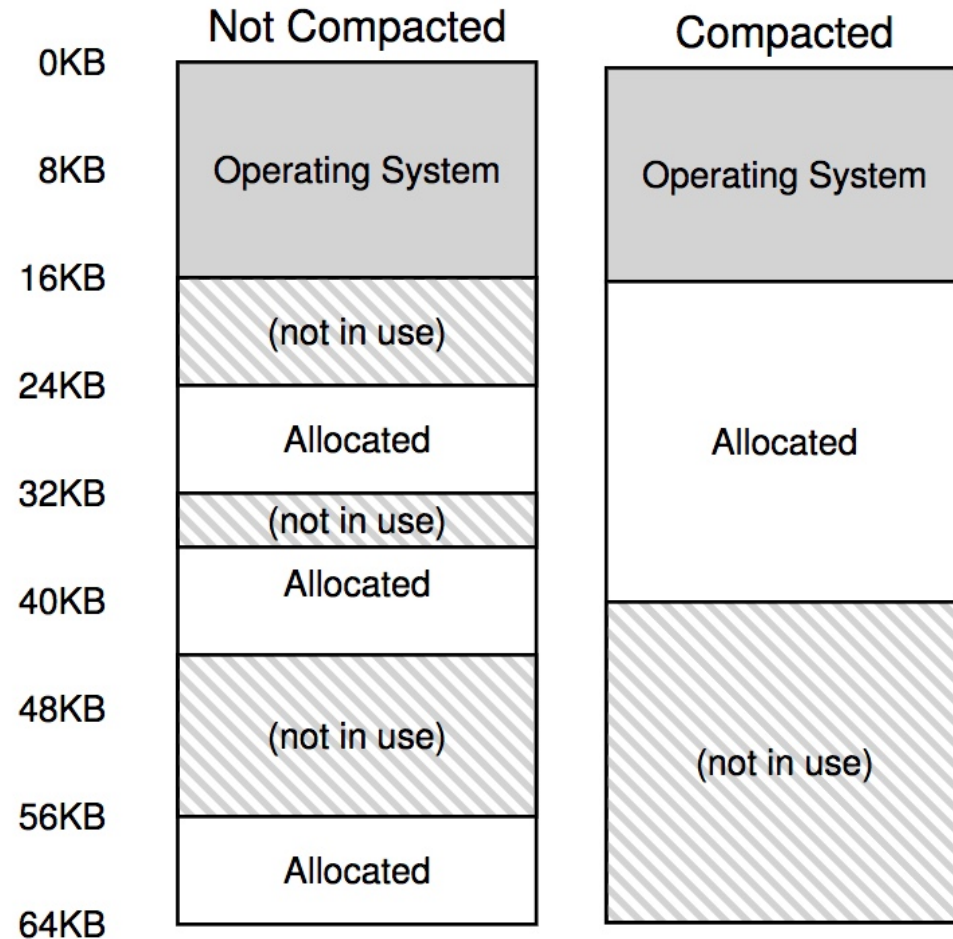 Not Compacted
0KB
8KB
16KB
24KB
32KB
40KB
48KB
56KB
64KB
Operating System
(not in use)
Allocated
(not in use)
Allocated
(not in use)
Allocated
Compacted
Operating System
Allocated
(not in use)